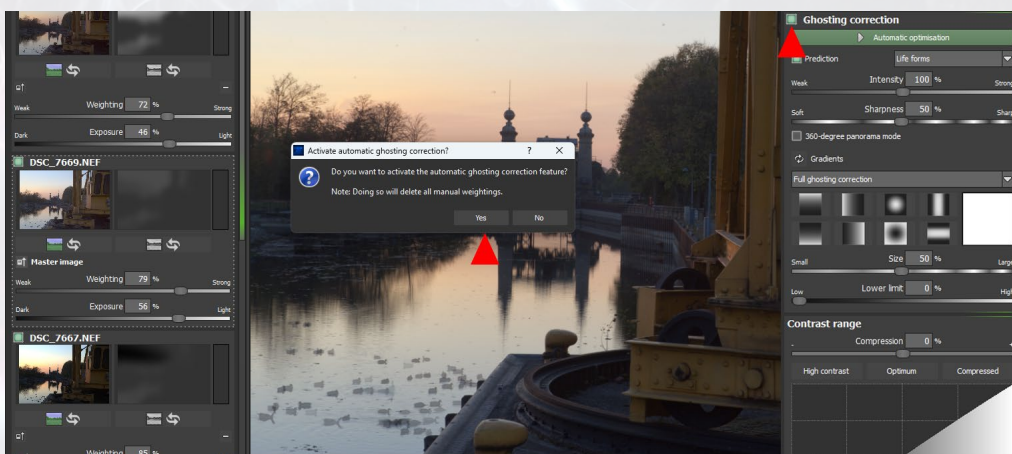 Weak
Weighting 72 %
Strong
Dark
Exposure 46 %
Light
DSC_7669.NEF
Master image
Weak
Weighting 79 %
Strong
Dark
Exposure 56 %
Light
DSC_7667.NEF
Weighting 85 %
Activate automatic ghosting correction? ? X
Do you want to activate the automatic ghosting correction feature?
Note: Doing so will delete all manual weightings.
Yes
No
Ghosting correction
Automatic optimisation
Prediction
Life forms
Weak
Intensity 100 %
Strong
Soft
Sharpness 50 %
Sharp
360-degree panorama mode
Gradients
Full ghosting correction
Small
Size 50 %
Large
Low
Lower limit 0 %
High
Contrast range
-
Compression 0 %
+
High contrast
Optimum
Compressed